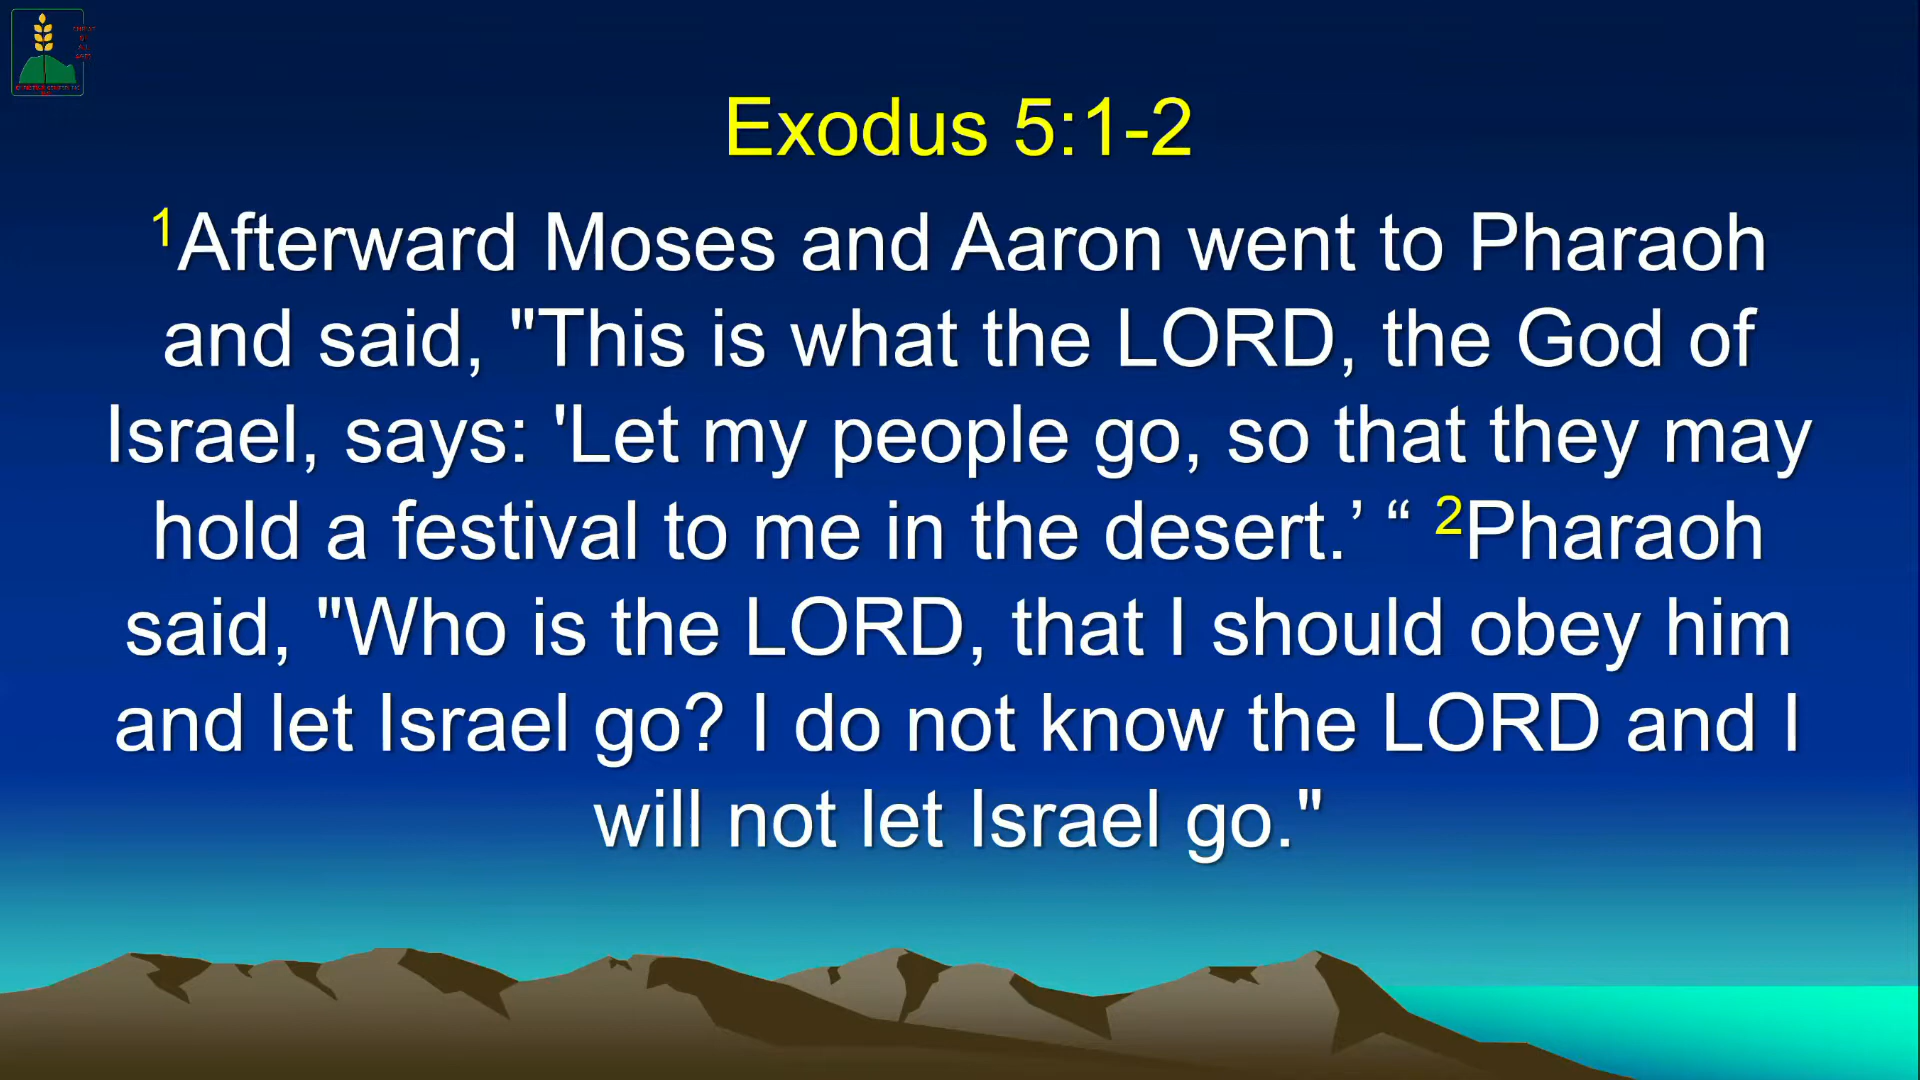 Exodus 5:1-2
1Afterward Moses and Aaron went to Pharaoh
and said, "This is what the LORD, the God of
Israel, says: 'Let my people go, so that they may
hold a festival to me in the desert.’ “ 2Pharaoh
said, "Who is the LORD, that I should obey him
and let Israel go? I do not know the LORD and I
will not let Israel go."